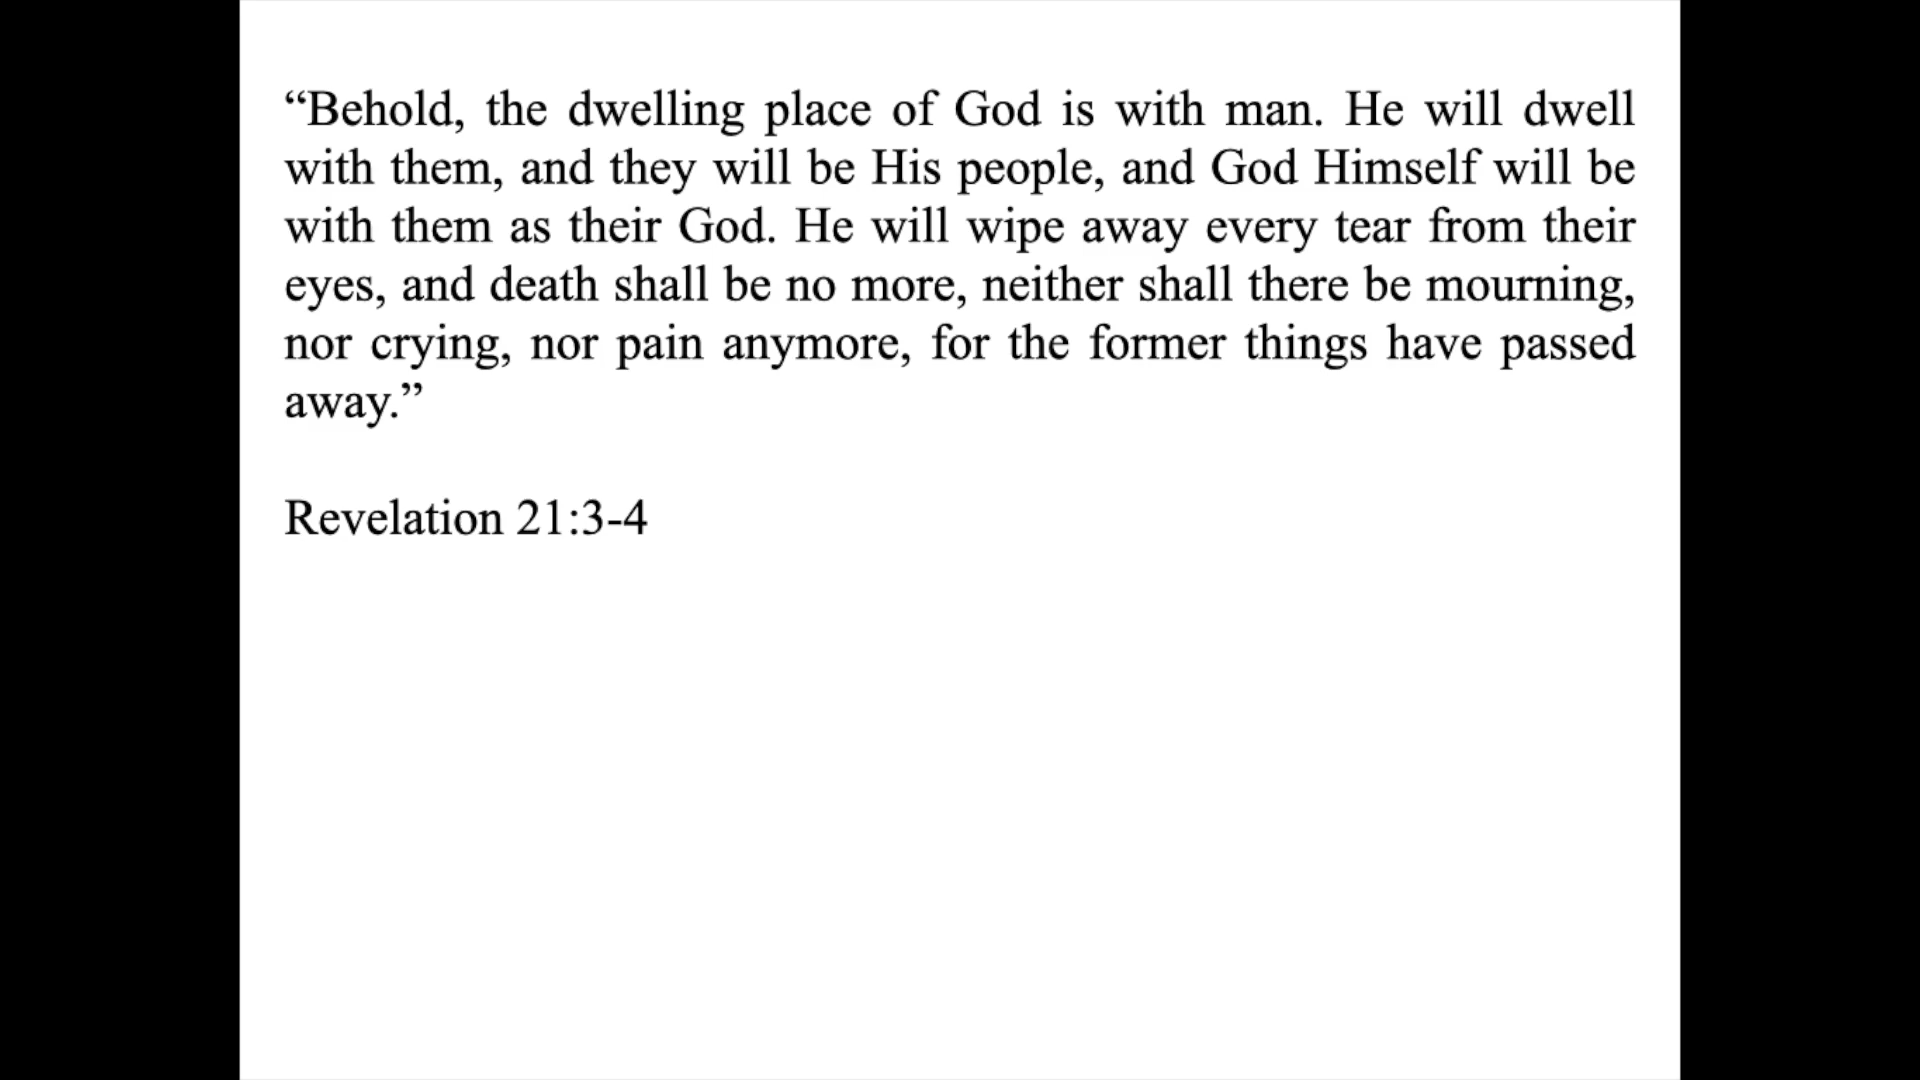 “Behold, the dwelling place of God is with man. He will dwell
with them, and they will be His people, and God Himself will be
with them as their God. He will wipe away every tear from their
eyes, and death shall be no more, neither shall there be mourning,
nor crying, nor pain anymore, for the former things have passed
away.”
Revelation 21:3-4